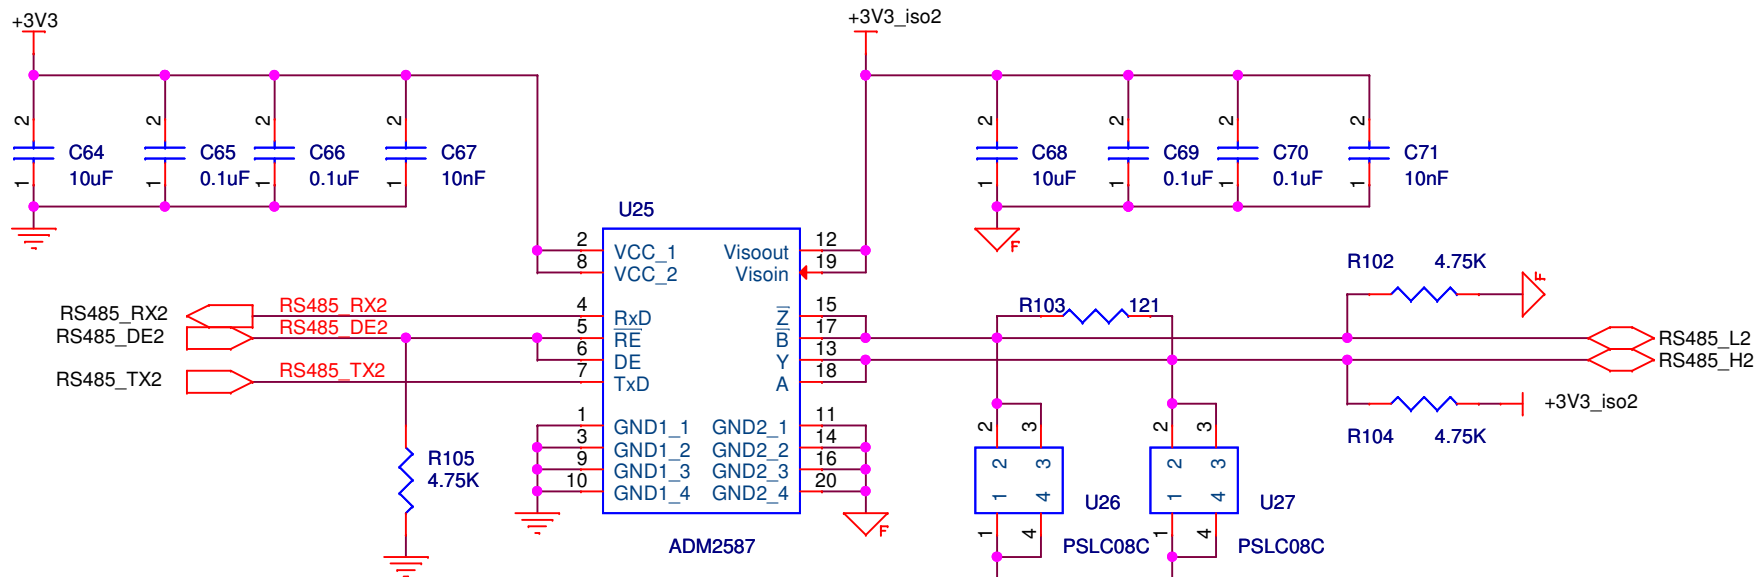 +3V3
+3V3_iso2
2 2 2 2 2 2 2 2
C64 C65 C66 C67 C68 C69 C70 C71
10uF 0.1uF 0.1uF 10nF 10uF 0.1uF 0.1uF 10nF
1 1 1 1 1 1 1 1
F
U25
2 VCC_1 Visoout 12
8 VCC_2 Visoin 19
R102 4.75K F
RS485_RX2 RS485_RX2 4 RxD Z 15
R103 121
RS485_DE2 RS485_DE2 5 RE B 17 RS485_L2
6 DE Y 13 RS485_H2
RS485_TX2 RS485_TX2 7 TxD A 18
+3V3_iso2
R104 4.75K
1 GND1_1 GND2_1 11
3 GND1_2 GND2_2 14
9 GND1_3 GND2_3 16
10 GND1_4 GND2_4 20
R105
4.75K
F
2 3 2 3
2 3 2 3
1 4 1 4
U26 U27
1 4 1 4
ADM2587 PSLC08C PSLC08C